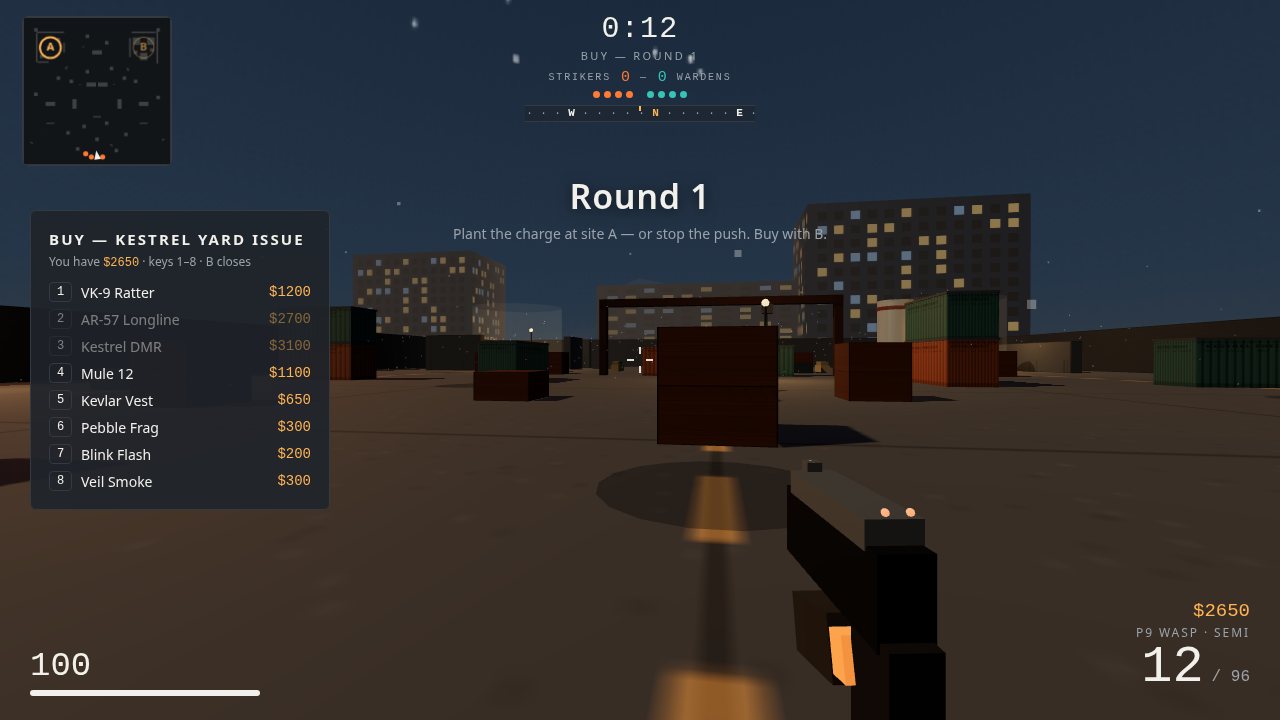 A
B
0:12
BUY — ROUND 1
STRIKERS 0 — 0 WARDENS
· · · W · · · · · N · · · · · E ·
Round 1
Plant the charge at site A — or stop the push. Buy with B.
BUY — KESTREL YARD ISSUE
You have $2650 · keys 1–8 · B closes
1 VK-9 Ratter $1200
2 AR-57 Longline $2700
3 Kestrel DMR $3100
4 Mule 12 $1100
5 Kevlar Vest $650
6 Pebble Frag $300
7 Blink Flash $200
8 Veil Smoke $300
100
$2650
P9 WASP · SEMI
12 / 96